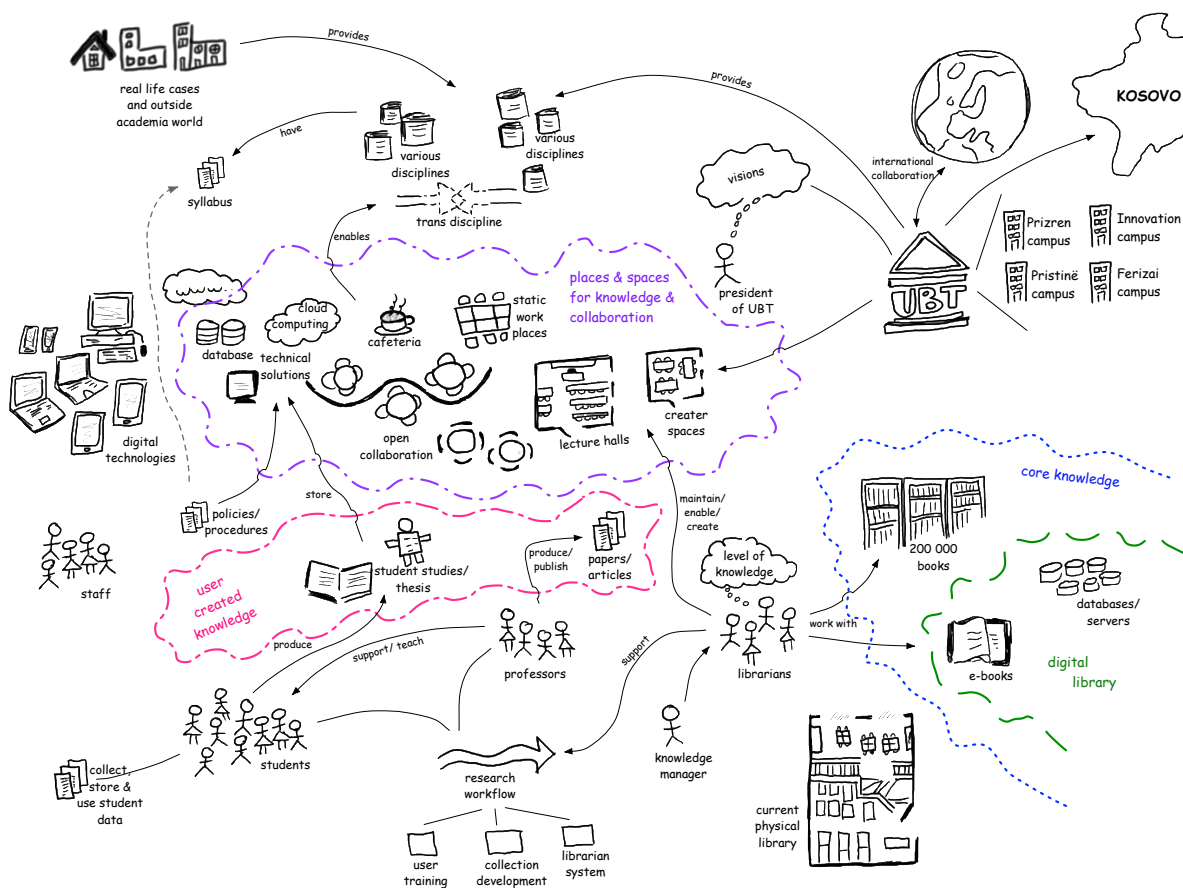 provides
real life cases
and outside
academia world
have
various
disciplines
various
disciplines
syllabus
trans discipline
enables
provides
visions
president
of UBT
international
collaboration
KOSOVO
UBT
Prizren
campus
Innovation
campus
Pristinë
campus
Ferizai
campus
places & spaces
for knowledge &
collaboration
cloud
computing
database
technical
solutions
cafeteria
static
work
places
open
collaboration
lecture halls
creater
spaces
digital
technologies
policies/
procedures
store
staff
user
created
knowledge
student studies/
thesis
produce/
publish
papers/
articles
maintain/
enable/
create
level of
knowledge
core knowledge
200 000
books
databases/
servers
work with
e-books
digital
library
produce
support/ teach
professors
support
librarians
students
knowledge
manager
collect,
store &
use student
data
research
workflow
user
training
collection
development
librarian
system
current
physical
library